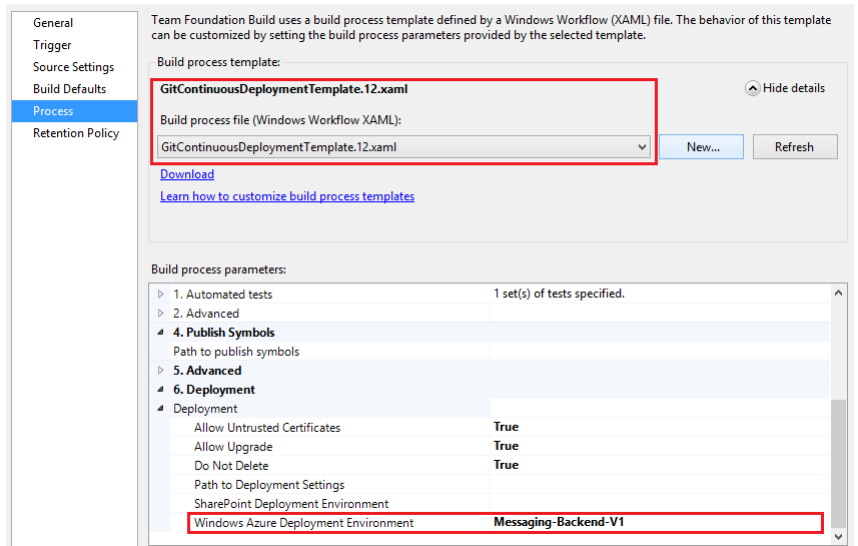 General
Trigger
Source Settings
Build Defaults
Process
Retention Policy
Team Foundation Build uses a build process template defined by a Windows Workflow (XAML) file. The behavior of this template
can be customized by setting the build process parameters provided by the selected template.
Build process template:
GitContinuousDeploymentTemplate.12.xaml
Hide details
Build process file (Windows Workflow XAML):
GitContinuousDeploymentTemplate.12.xaml
New...
Refresh
Download
Learn how to customize build process templates
Build process parameters:
1. Automated tests 1 set(s) of tests specified.
2. Advanced
4. Publish Symbols
Path to publish symbols
5. Advanced
6. Deployment
Deployment
Allow Untrusted Certificates True
Allow Upgrade True
Do Not Delete True
Path to Deployment Settings
SharePoint Deployment Environment
Windows Azure Deployment Environment Messaging-Backend-V1